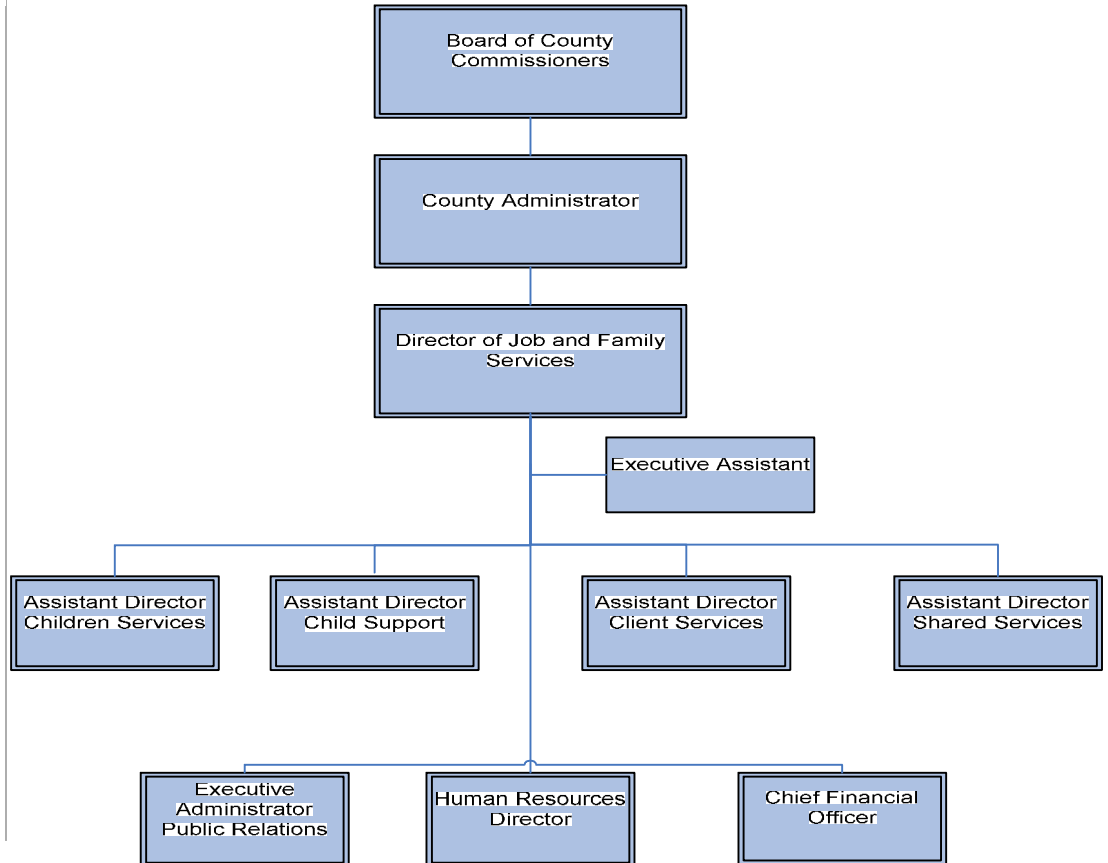 Board of County
Commissioners
County Administrator
Director of Job and Family
Services
Executive Assistant
Assistant Director
Children Services
Assistant Director
Child Support
Assistant Director
Client Services
Assistant Director
Shared Services
Executive
Administrator
Public Relations
Human Resources
Director
Chief Financial
Officer